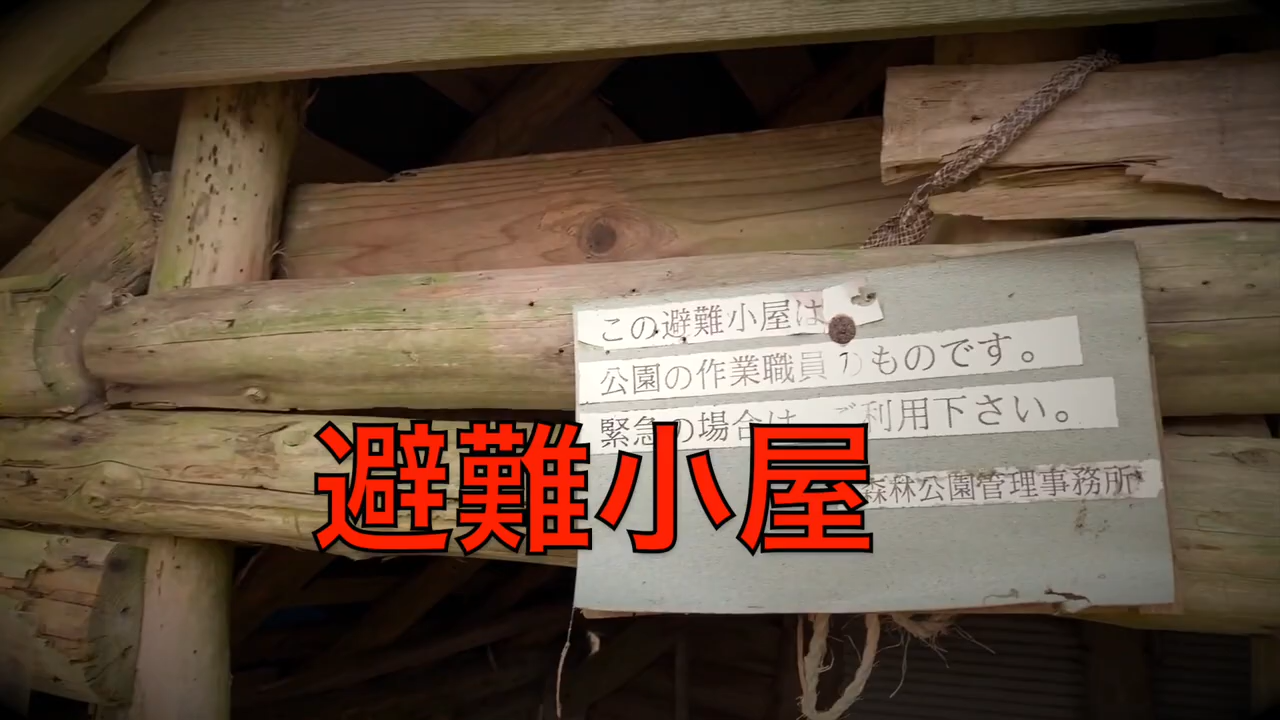 この避難小屋は
公園の作業職員のものです。
緊急の場合は ご利用下さい。
森林公園管理事務所
避難小屋